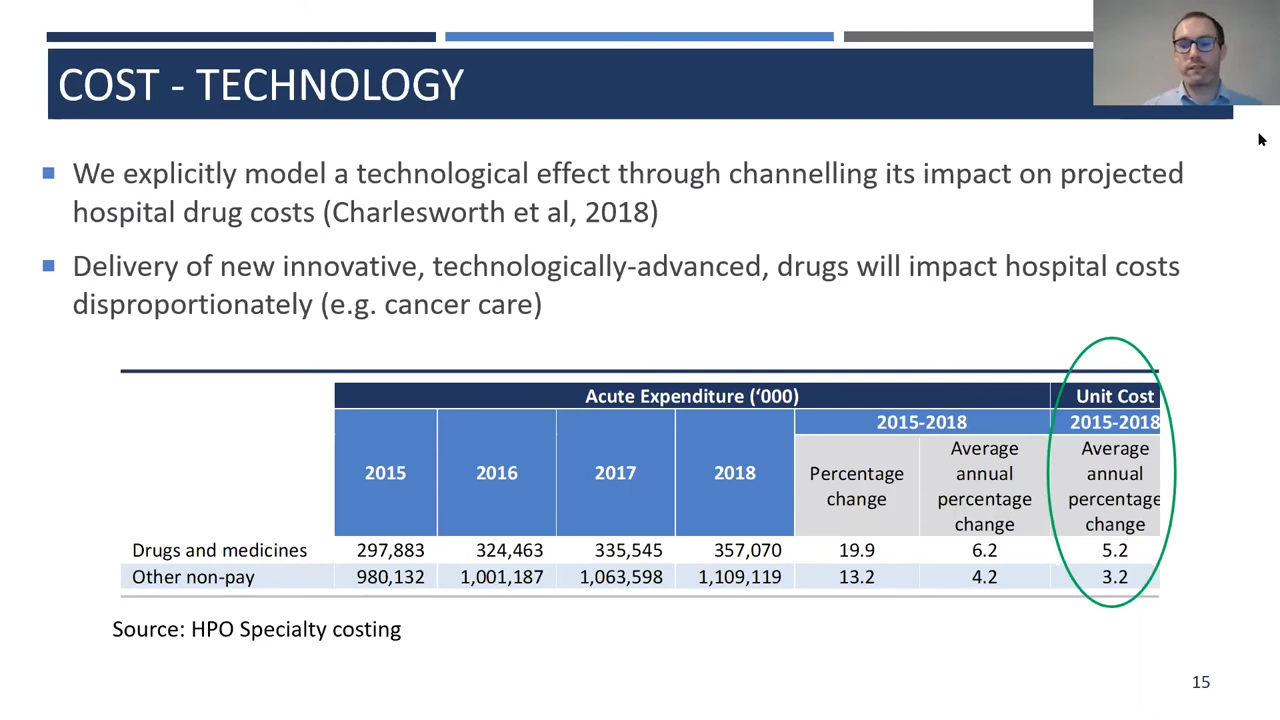 COST - TECHNOLOGY
We explicitly model a technological effect through channelling its impact on projected
hospital drug costs (Charlesworth et al, 2018)
Delivery of new innovative, technologically-advanced, drugs will impact hospital costs
disproportionately (e.g. cancer care)
Acute Expenditure (‘000) Unit Cost
2015-2018 2015-2018
2015 2016 2017 2018 Percentage change Average annual percentage change Average annual percentage change
Drugs and medicines 297,883 324,463 335,545 357,070 19.9 6.2 5.2
Other non-pay 980,132 1,001,187 1,063,598 1,109,119 13.2 4.2 3.2
Source: HPO Specialty costing
15